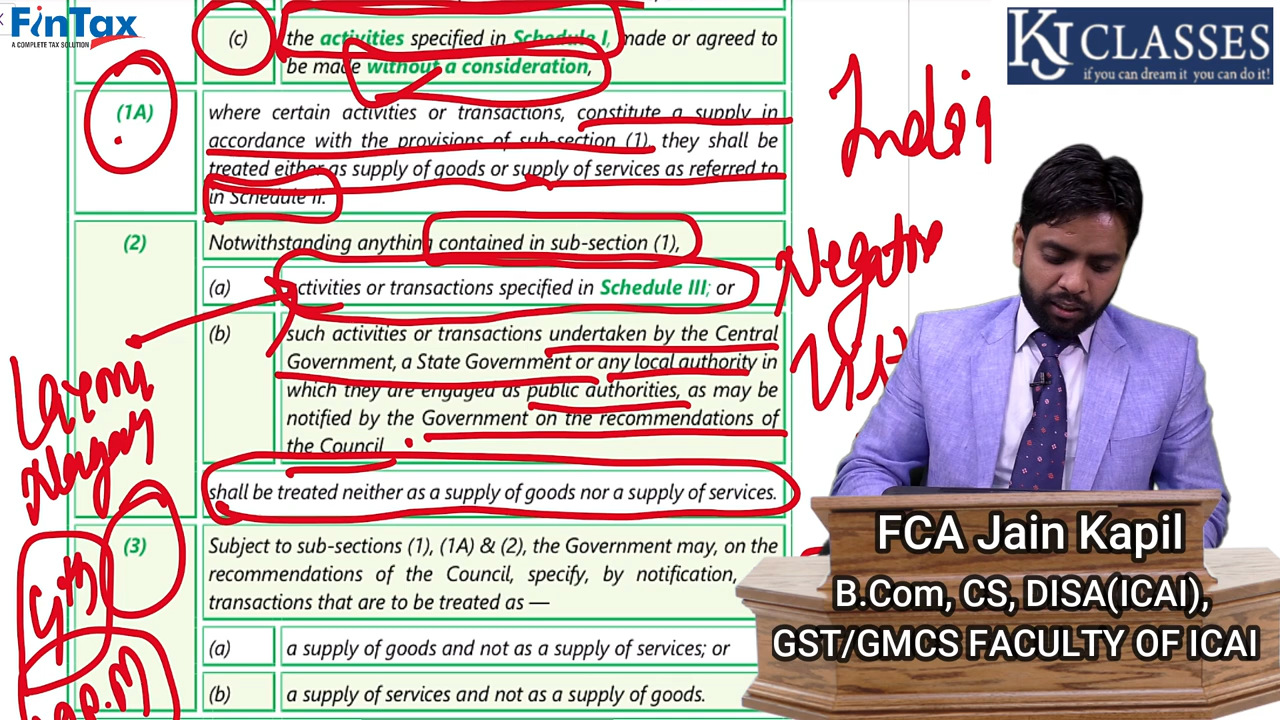 FinTax
A COMPLETE TAX SOLUTION
KJ CLASSES
if you can dream it you can do it!
(c) the activities specified in Schedule I, made or agreed to
be made without a consideration,
(1A) where certain activities or transactions, constitute a supply in
accordance with the provisions of sub-section (1), they shall be
treated either as supply of goods or supply of services as referred to
in Schedule II.
(2) Notwithstanding anything contained in sub-section (1),
(a) activities or transactions specified in Schedule III; or
(b) such activities or transactions undertaken by the Central
Government, a State Government or any local authority in
which they are engaged as public authorities, as may be
notified by the Government on the recommendations of
the Council
shall be treated neither as a supply of goods nor a supply of services.
(3) Subject to sub-sections (1), (1A) & (2), the Government may, on the
recommendations of the Council, specify, by notification,
transactions that are to be treated as —
(a) a supply of goods and not as a supply of services; or
(b) a supply of services and not as a supply of goods.
India
Negative
Laxmi
Nagar
FCA Jain Kapil
B.Com, CS, DISA(ICAI),
GST/GMCS FACULTY OF ICAI